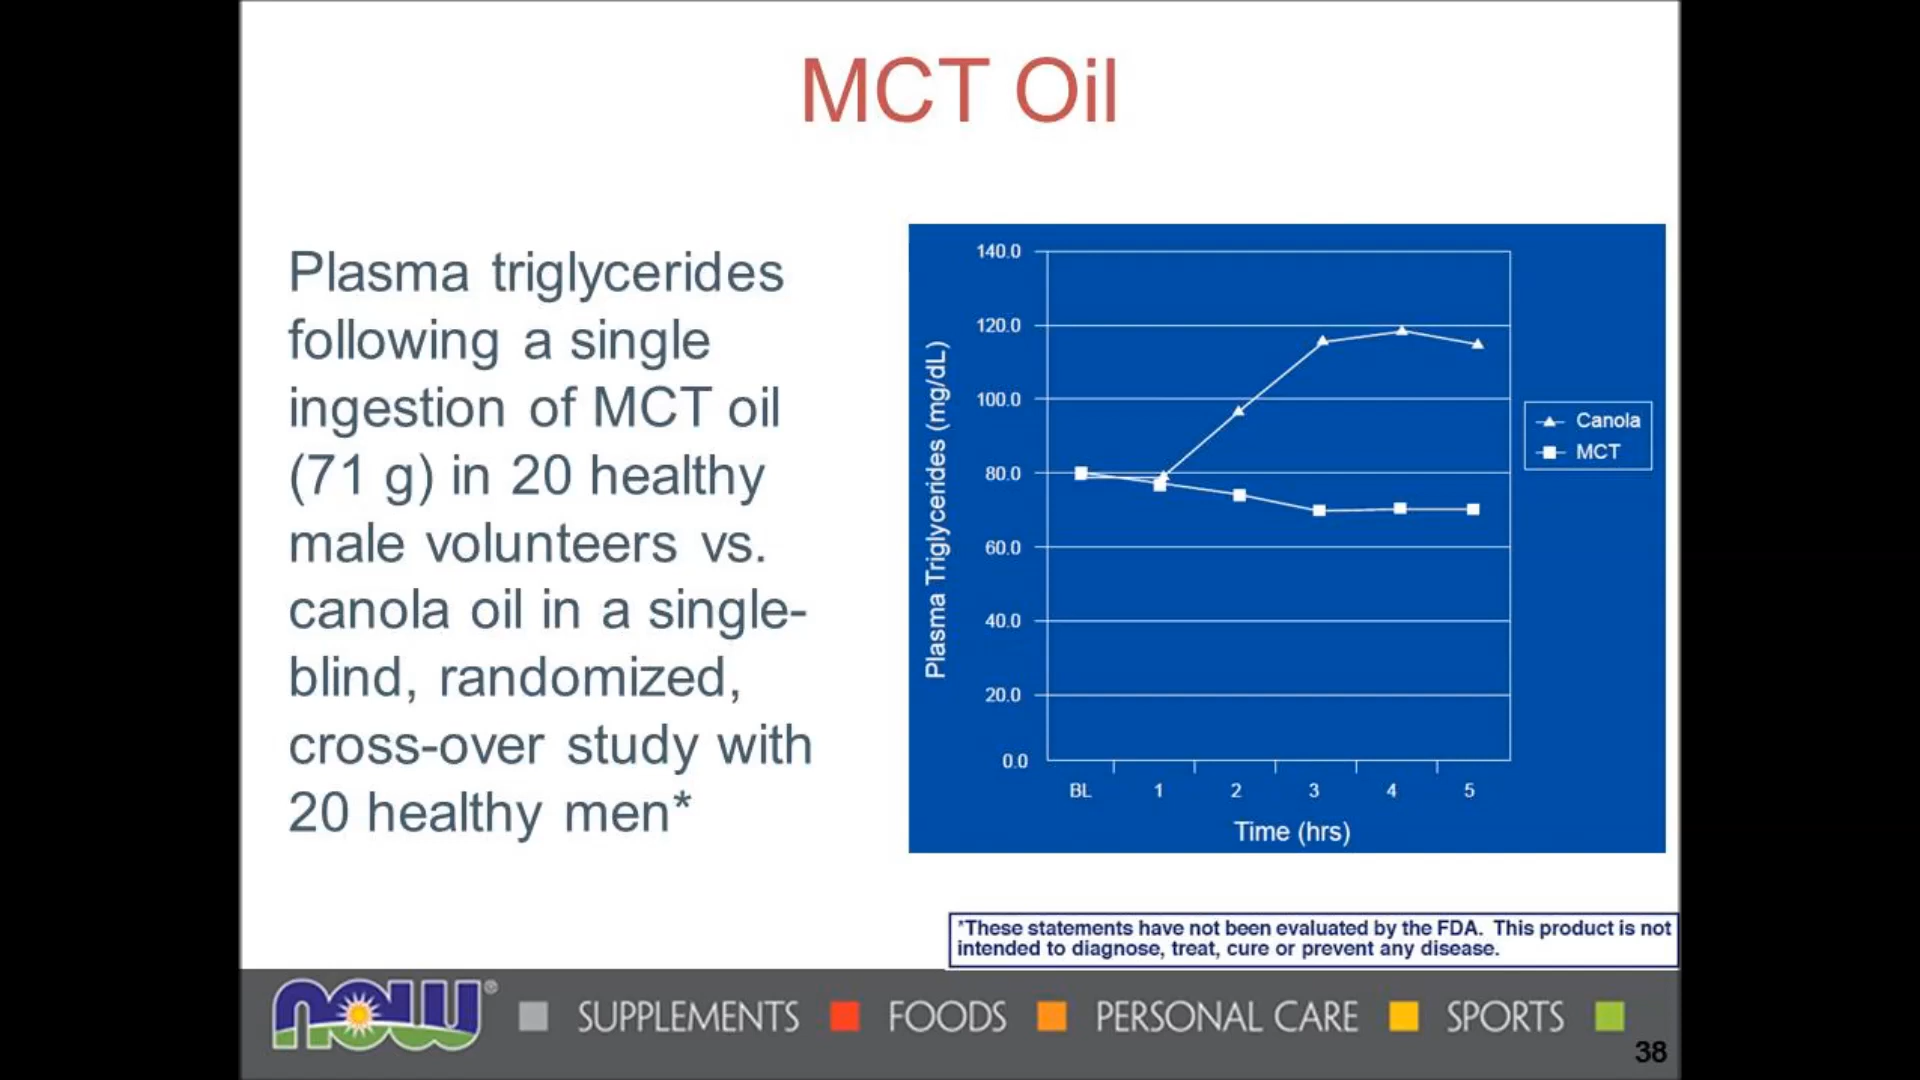 MCT Oil
Plasma triglycerides
following a single
ingestion of MCT oil
(71 g) in 20 healthy
male volunteers vs.
canola oil in a single-
blind, randomized,
cross-over study with
20 healthy men*
140.0
120.0
100.0
80.0
60.0
40.0
20.0
0.0
Plasma Triglycerides (mg/dL)
BL 1 2 3 4 5
Time (hrs)
Canola
MCT
*These statements have not been evaluated by the FDA. This product is not
intended to diagnose, treat, cure or prevent any disease.
now® SUPPLEMENTS FOODS PERSONAL CARE SPORTS
38